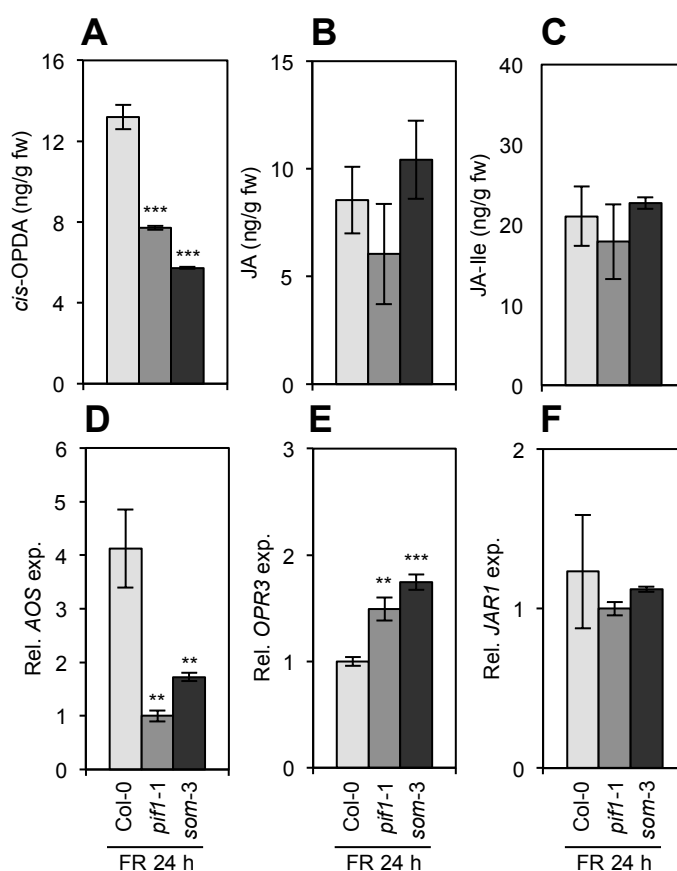 A
B
C
cis-OPDA (ng/g fw)
16
12
8
4
0
***
***
JA (ng/g fw)
15
10
5
0
JA-Ile (ng/g fw)
40
30
20
10
0
D
E
F
Rel. AOS exp.
6
5
4
3
2
1
0
**
**
Rel. OPR3 exp.
3
2
1
0
**
***
Rel. JAR1 exp.
2
1
0
Col-0
pif1-1
som-3
FR 24 h
Col-0
pif1-1
som-3
FR 24 h
Col-0
pif1-1
som-3
FR 24 h